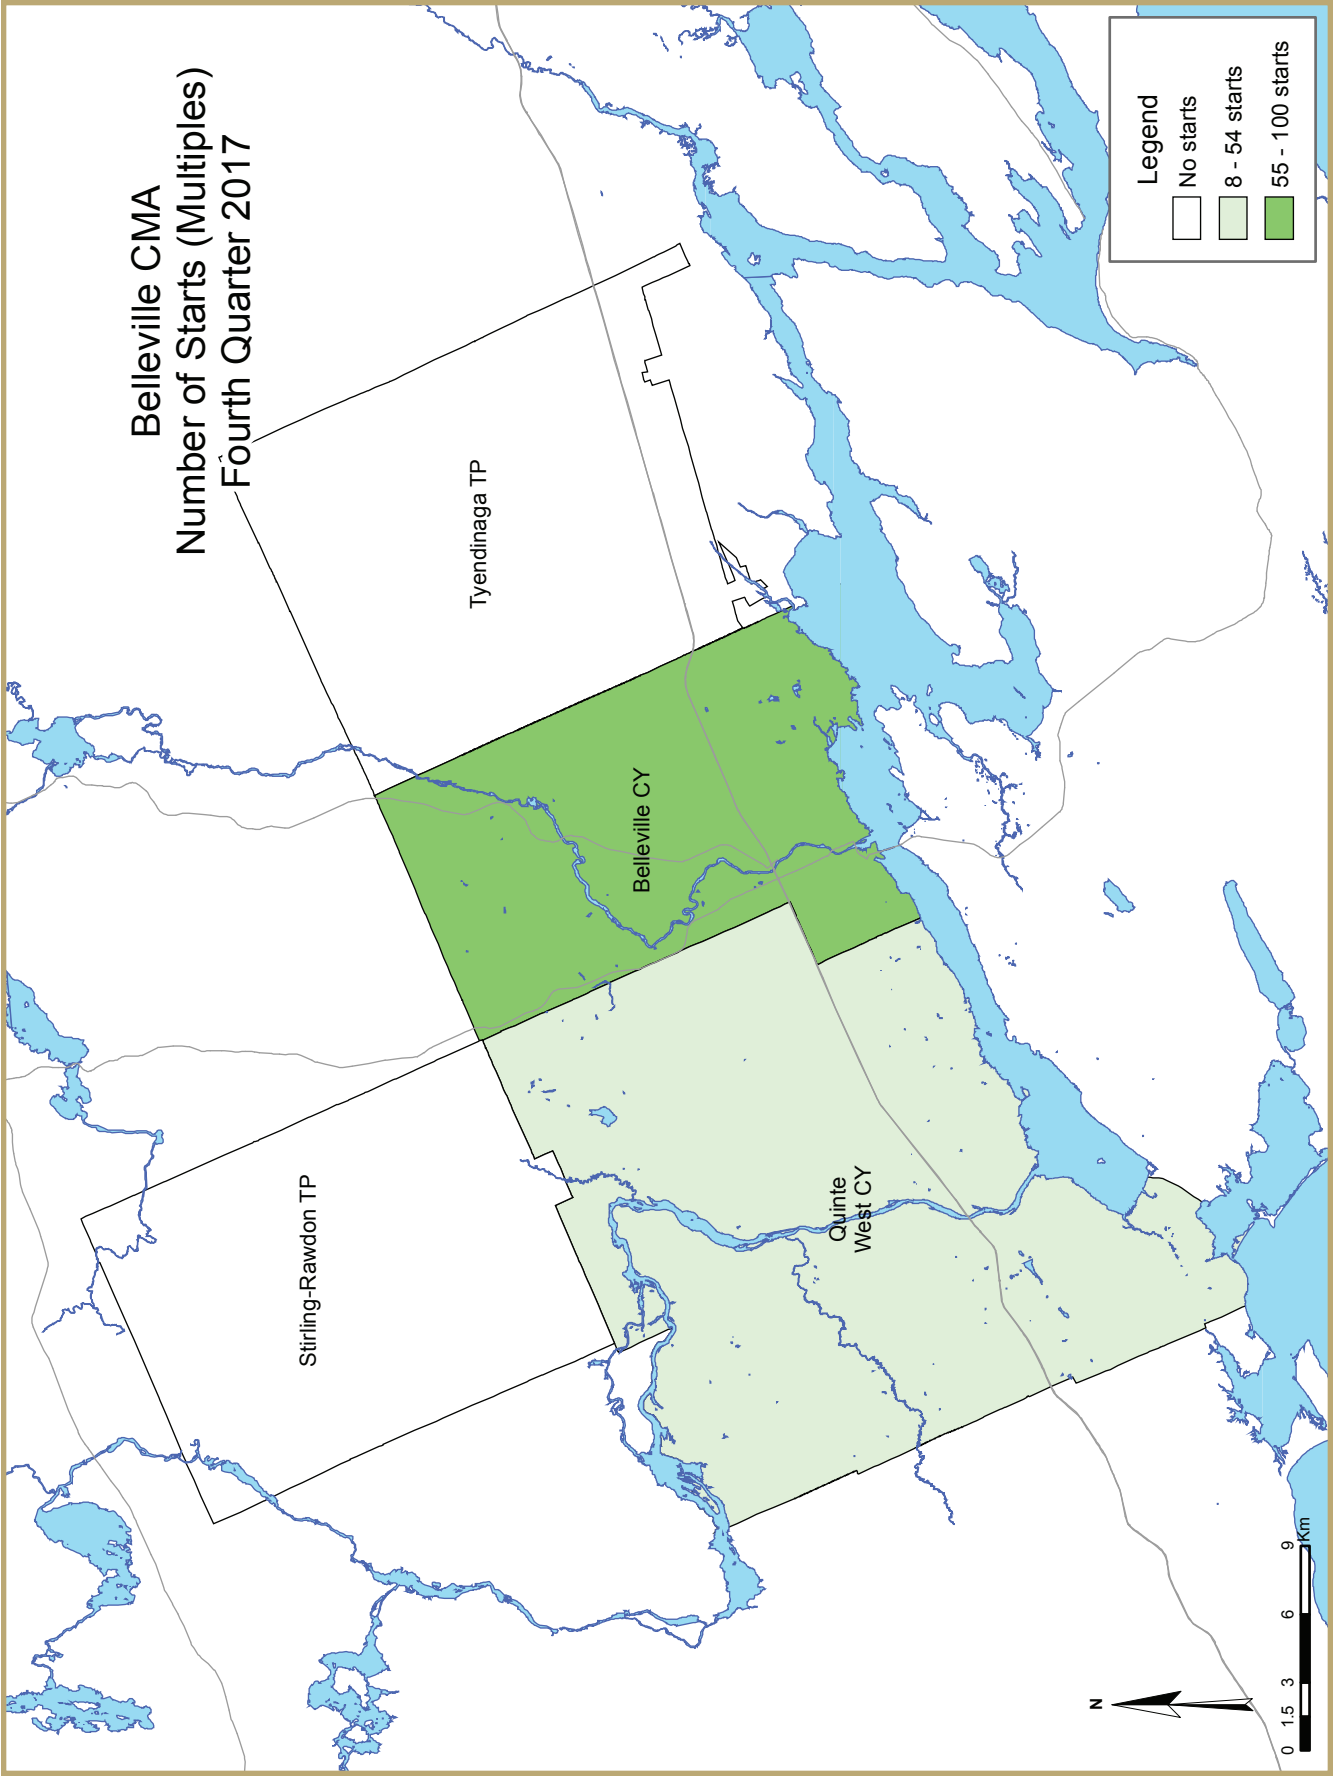 Belleville CMA
Number of Starts (Multiples)
Fourth Quarter 2017
Stirling-Rawdon TP
Tyendinaga TP
Belleville CY
Quinte
West CY
N
0 1.5 3 6 9
Km
Legend
No starts
8 - 54 starts
55 - 100 starts